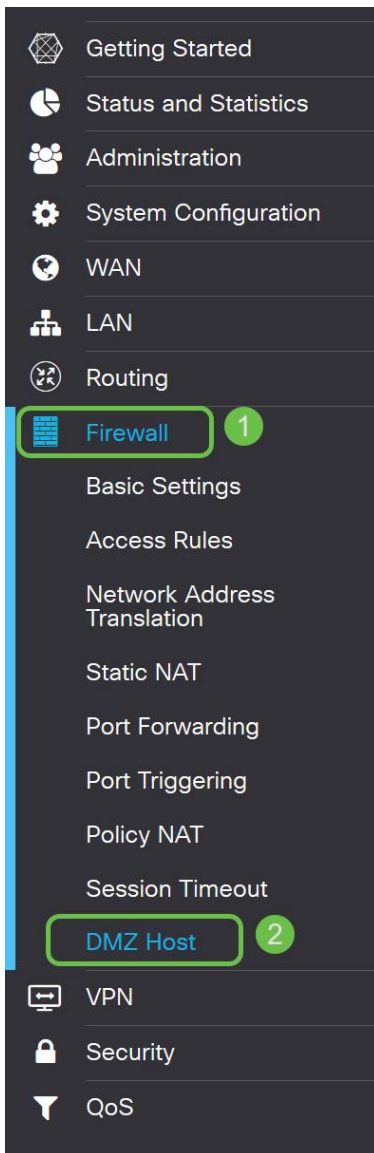 Getting Started
Status and Statistics
Administration
System Configuration
WAN
LAN
Routing
Firewall 1
Basic Settings
Access Rules
Network Address
Translation
Static NAT
Port Forwarding
Port Triggering
Policy NAT
Session Timeout
DMZ Host 2
VPN
Security
QoS